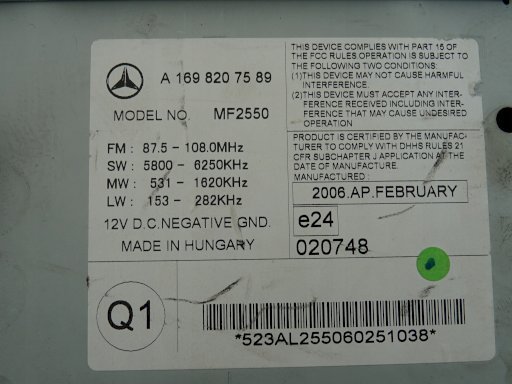 A 169 820 75 89
MODEL NO. MF2550
FM : 87.5 - 108.0MHz
SW : 5800 - 6250KHz
MW : 531 - 1620KHz
LW : 153 - 282KHz
12V D.C.NEGATIVE GND.
MADE IN HUNGARY
THIS DEVICE COMPLIES WITH PART 15 OF
THE FCC RULES OPERATION IS SUBJECT TO
THE FOLLOWING TWO CONDITIONS:
(1)THIS DEVICE MAY NOT CAUSE HARMFUL
INTERFERENCE.
(2)THIS DEVICE MUST ACCEPT ANY INTER-
FERENCE RECEIVED INCLUDING INTER-
FERENCE THAT MAY CAUSE UNDESIRED
OPERATION
PRODUCT IS CERTIFIED BY THE MANUFAC-
TURER TO COMPLY WITH DHHS RULES 21
CFR SUBCHAPTER J APPLICATION AT THE
DATE OF MANUFACTURE.
MANUFACTURED :
2006.AP.FEBRUARY
e24
020748
Q1
*523AL255060251038*